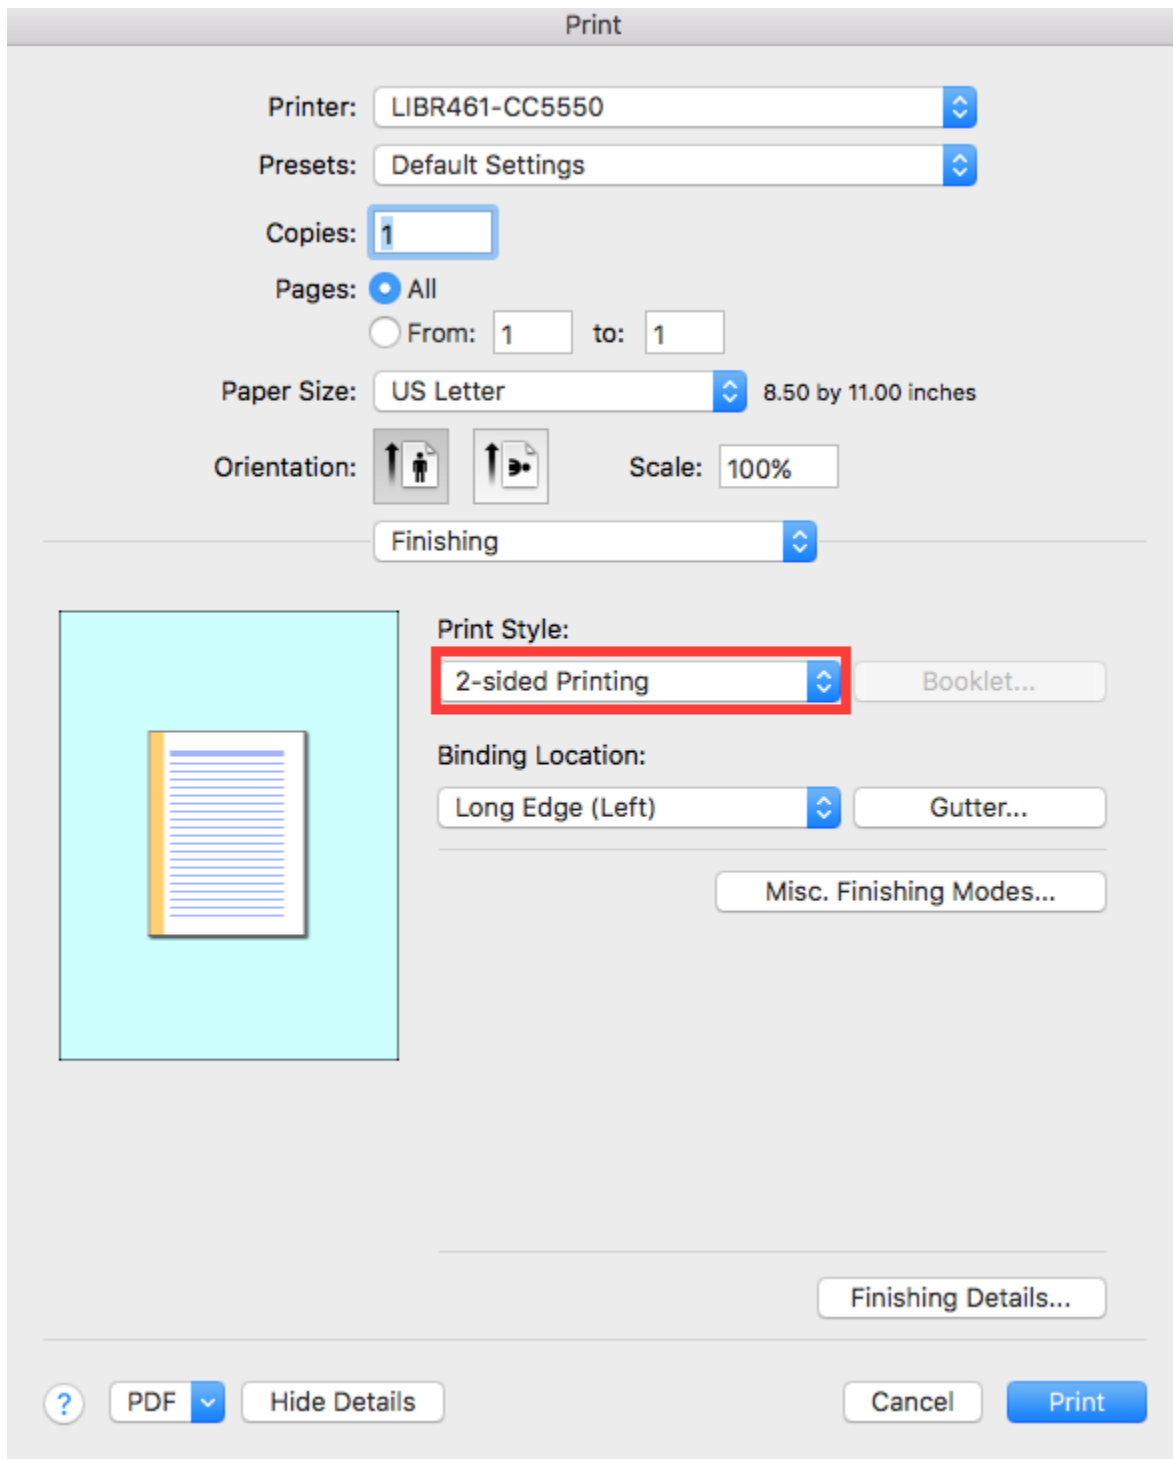 Print
Printer: LIBR461-CC5550
Presets: Default Settings
Copies: 1
Pages: All
From: 1 to: 1
Paper Size: US Letter 8.50 by 11.00 inches
Orientation: Scale: 100%
Finishing
Print Style:
2-sided Printing Booklet...
Binding Location:
Long Edge (Left) Gutter...
Misc. Finishing Modes...
Finishing Details...
? PDF Hide Details Cancel Print